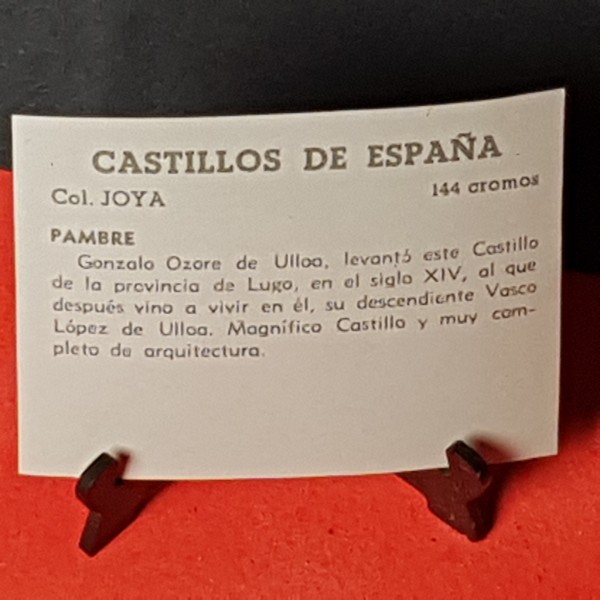 CASTILLOS DE ESPAÑA
Col. JOYA 144 cromos
PAMBRE
Gonzalo Ozore de Ulloa, levantó este Castillo
de la provincia de Lugo, en el siglo XIV, al que
después vino a vivir en él, su descendiente Vasco
López de Ulloa. Magnífico Castillo y muy com-
pleto de arquitectura.